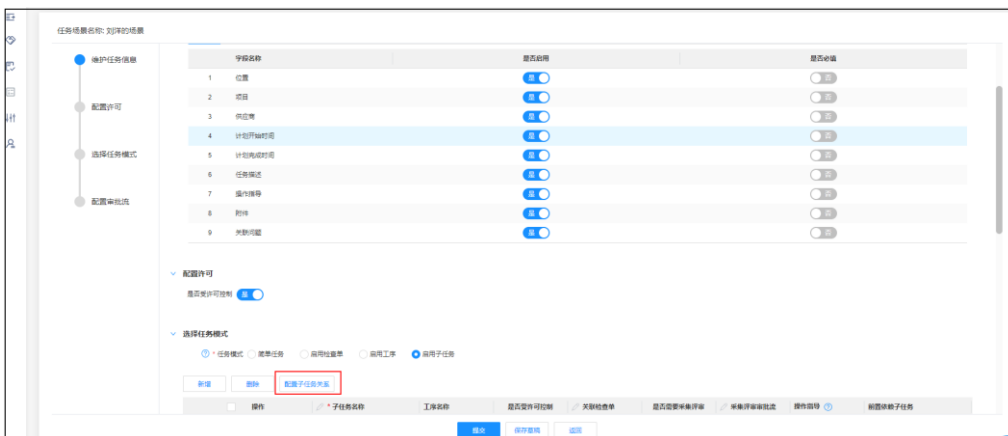 任务场景名称: 刘洋的场景
维护任务信息
配置许可
选择任务模式
配置审批流
字段名称 是否启用 是否必填
1 位置 是 否
2 项目 是 否
3 供应商 是 否
4 计划开始时间 是 否
5 计划完成时间 是 否
6 任务描述 是 否
7 操作指导 是 否
8 附件 是 否
9 关联问题 是 否
配置许可
是否受许可控制 是
选择任务模式
? * 任务模式 简单任务 启用检查单 启用工序 启用子任务
新增 删除 配置子任务关系
操作 * 子任务名称 工序名称 是否受许可控制 关联检查单 是否需要采集评审 采集评审审批流 操作指导 ? 前置依赖子任务
提交 保存草稿 返回